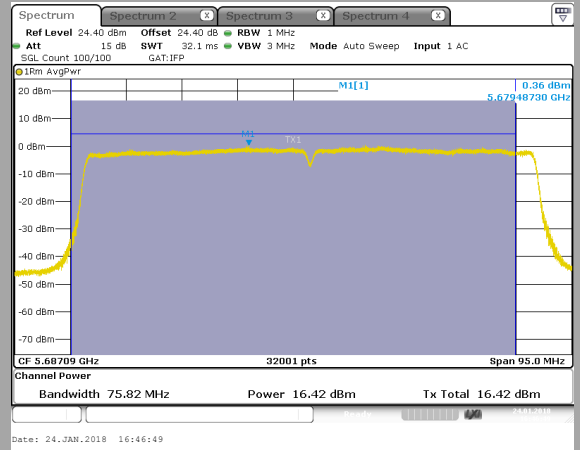 Spectrum Spectrum 2 X Spectrum 3 X Spectrum 4 X
Ref Level 24.40 dBm Offset 24.40 dB RBW 1 MHz
Att 15 dB SWT 32.1 ms VBW 3 MHz Mode Auto Sweep Input 1 AC
SGL Count 100/100 GAT:IFP
1Rm AvgPwr
M1[1] 0.36 dBm
5.67948730 GHz
20 dBm
10 dBm
M1
TX1
0 dBm
-10 dBm
-20 dBm
-30 dBm
-40 dBm
-50 dBm
-60 dBm
-70 dBm
CF 5.68709 GHz 32001 pts Span 95.0 MHz
Channel Power
Bandwidth 75.82 MHz Power 16.42 dBm Tx Total 16.42 dBm
Ready 24.01.2018
Date: 24.JAN.2018 16:46:49